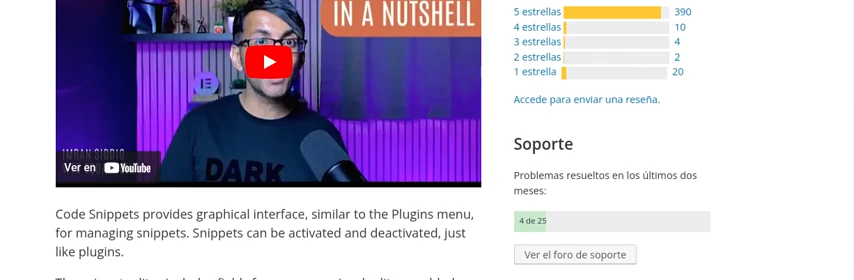 IN A NUTSHELL
IMRAN SIDDIQ
DARK
Ver en YouTube
Code Snippets provides graphical interface, similar to the Plugins menu,
for managing snippets. Snippets can be activated and deactivated, just
like plugins.
5 estrellas 390
4 estrellas 10
3 estrellas 4
2 estrellas 2
1 estrella 20
Accede para enviar una reseña.
Soporte
Problemas resueltos en los últimos dos
meses:
4 de 25
Ver el foro de soporte